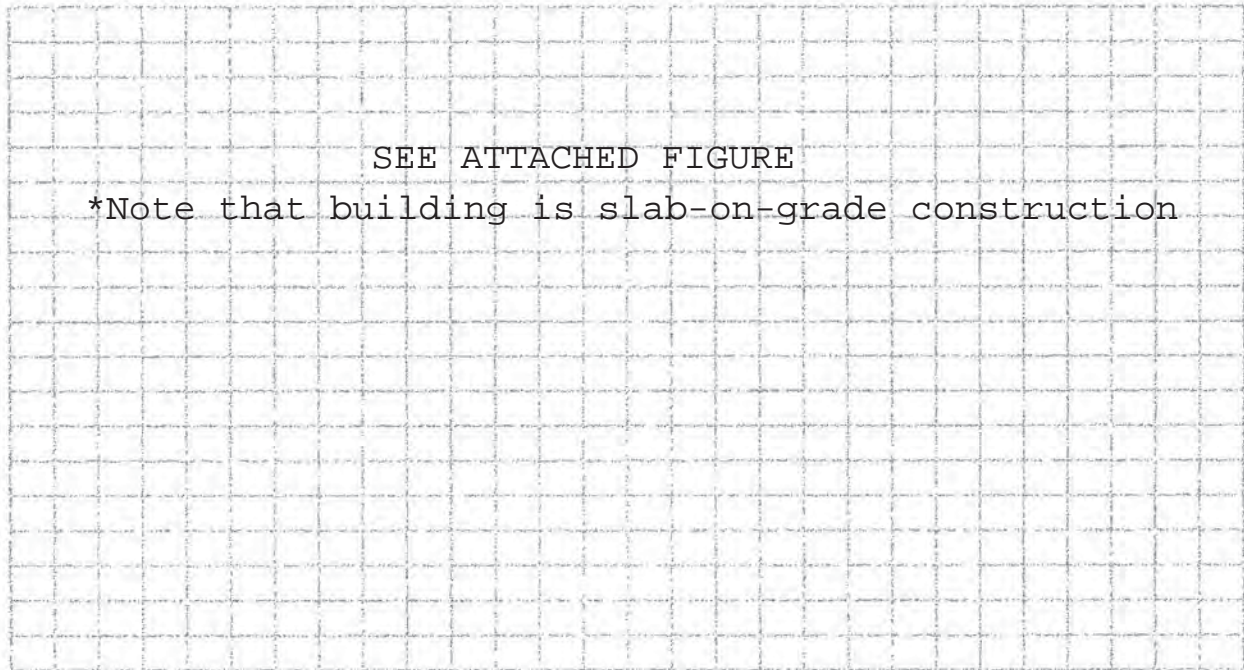 SEE ATTACHED FIGURE
*Note that building is slab-on-grade construction